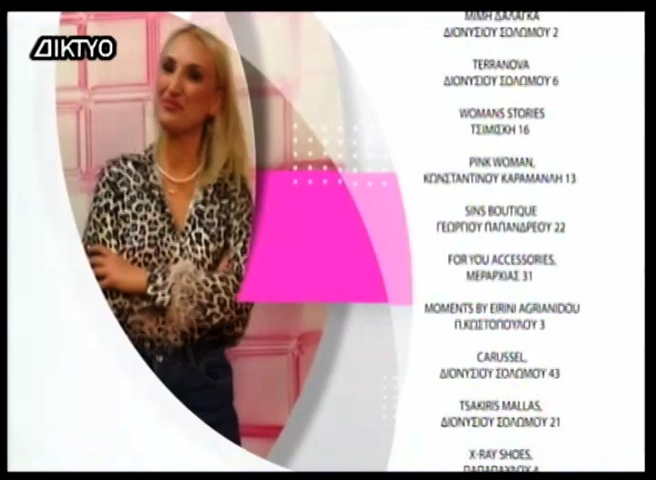 ΔΙΚΤΥΟ
ΜΙΜΗ ΔΑΛΑΓΚΑ
ΔΙΟΝΥΣΙΟΥ ΣΟΛΩΜΟΥ 2
TERRANOVA
ΔΙΟΝΥΣΙΟΥ ΣΟΛΩΜΟΥ 6
WOMANS STORIES
ΤΣΙΜΙΣΚΗ 16
PINK WOMAN,
ΚΩΝΣΤΑΝΤΙΝΟΥ ΚΑΡΑΜΑΝΛΗ 13
SINS BOUTIQUE
ΓΕΩΡΓΙΟΥ ΠΑΠΑΝΔΡΕΟΥ 22
FOR YOU ACCESSORIES,
ΜΕΡΑΡΧΙΑΣ 31
MOMENTS BY EIRINI AGRIANIDOU
Π.ΚΩΣΤΟΠΟΥΛΟΥ 3
CARUSSEL,
ΔΙΟΝΥΣΙΟΥ ΣΟΛΩΜΟΥ 43
TSAKIRIS MALLAS,
ΔΙΟΝΥΣΙΟΥ ΣΟΛΩΜΟΥ 21
X-RAY SHOES,